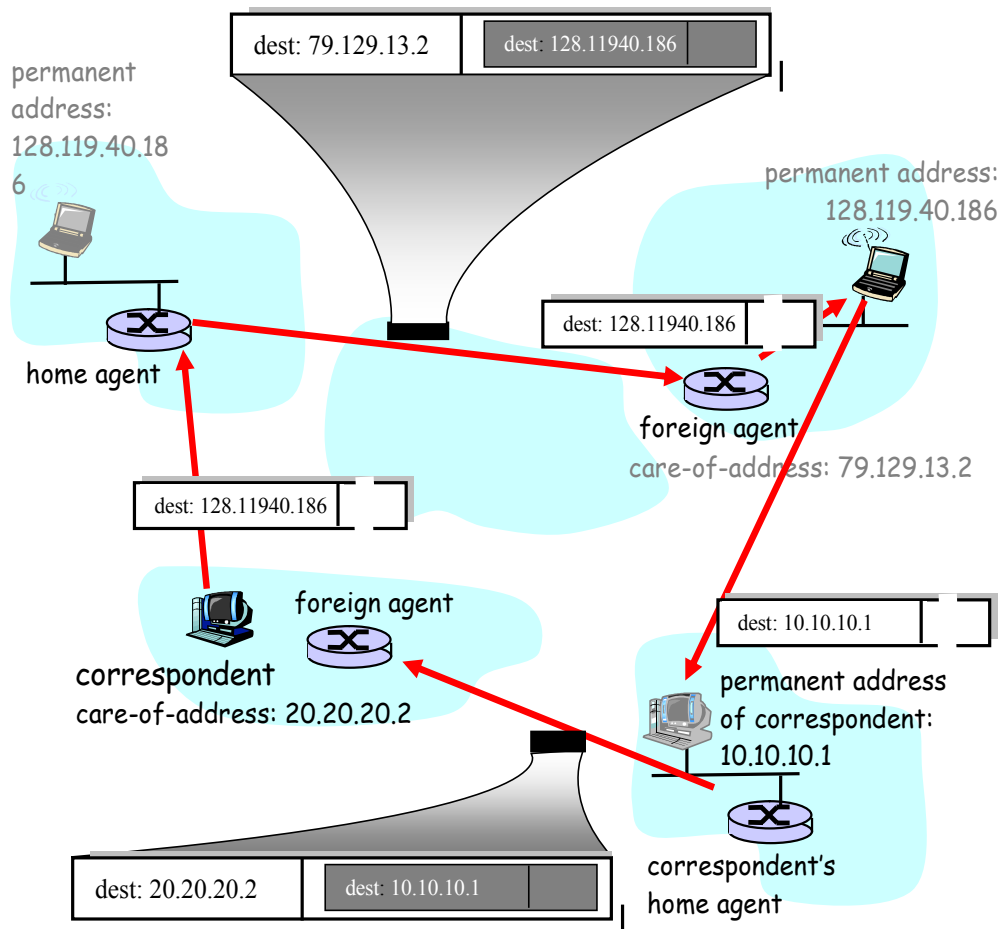 dest: 79.129.13.2
dest: 128.11940.186
permanent
address:
128.119.40.18
6
permanent address:
128.119.40.186
dest: 128.11940.186
home agent
foreign agent
care-of-address: 79.129.13.2
dest: 128.11940.186
foreign agent
correspondent
care-of-address: 20.20.20.2
dest: 10.10.10.1
permanent address
of correspondent:
10.10.10.1
correspondent's
home agent
dest: 20.20.20.2
dest: 10.10.10.1